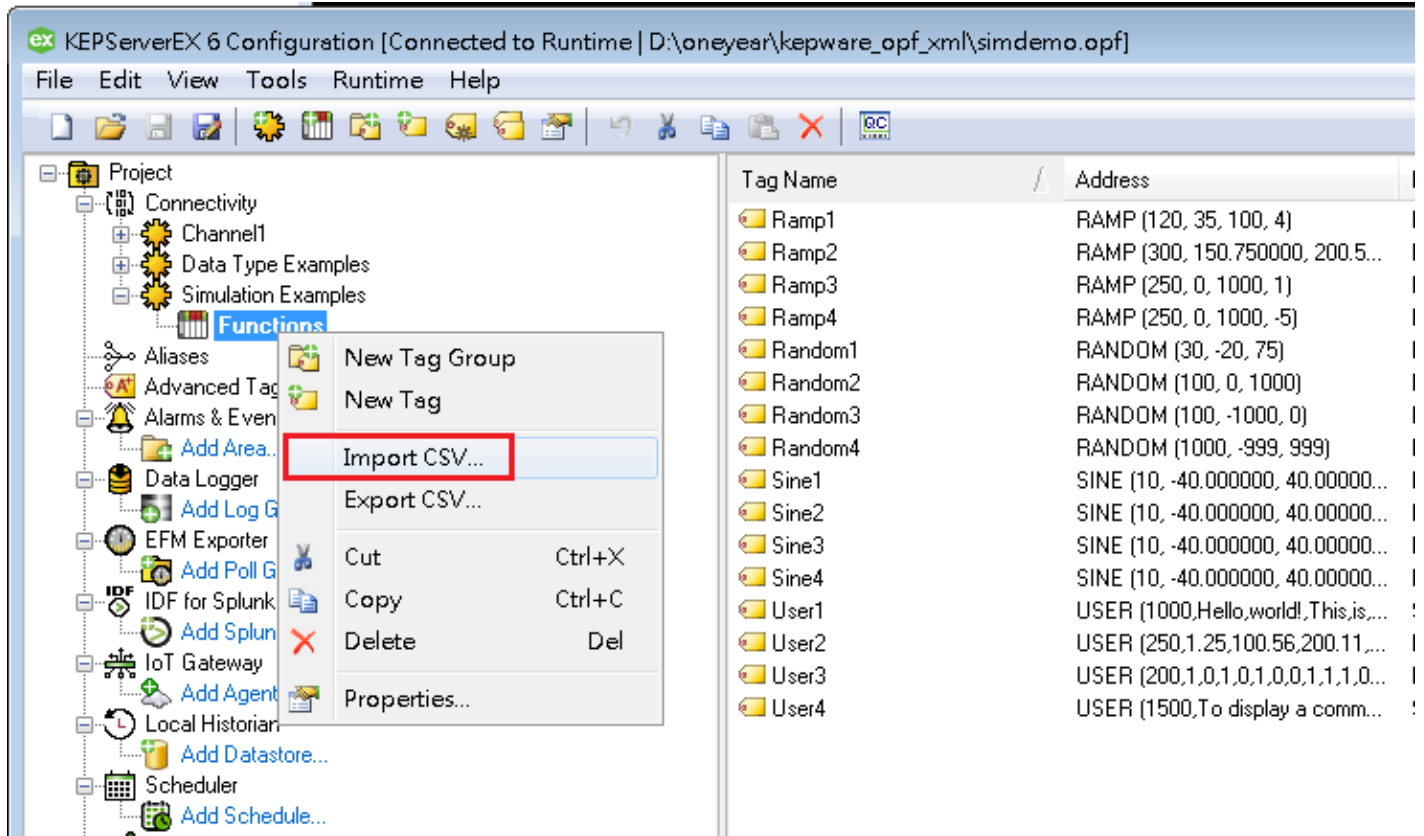 KEPServerEX 6 Configuration [Connected to Runtime | D:\oneyear\kepware_opf_xml\simdemo.opf]
File Edit View Tools Runtime Help
QC
Project
Connectivity
Channel1
Data Type Examples
Simulation Examples
Functions
Aliases
Advanced Tag
Alarms & Even
Add Area..
Data Logger
Add Log G
EFM Exporter
Add Poll G
IDF for Splunk
Add Splun
IoT Gateway
Add Agent
Local Historian
Add Datastore...
Scheduler
Add Schedule...
New Tag Group
New Tag
Import CSV...
Export CSV...
Cut Ctrl+X
Copy Ctrl+C
Delete Del
Properties...
Tag Name Address
Ramp1 RAMP (120, 35, 100, 4)
Ramp2 RAMP (300, 150.750000, 200.5...
Ramp3 RAMP (250, 0, 1000, 1)
Ramp4 RAMP (250, 0, 1000, -5)
Random1 RANDOM (30, -20, 75)
Random2 RANDOM (100, 0, 1000)
Random3 RANDOM (100, -1000, 0)
Random4 RANDOM (1000, -999, 999)
Sine1 SINE (10, -40.000000, 40.00000...
Sine2 SINE (10, -40.000000, 40.00000...
Sine3 SINE (10, -40.000000, 40.00000...
Sine4 SINE (10, -40.000000, 40.00000...
User1 USER (1000,Hello,world!,This,is,...
User2 USER (250,1.25,100.56,200.11,...
User3 USER (200,1,0,1,0,1,0,0,1,1,1,0...
User4 USER (1500,To display a comm...